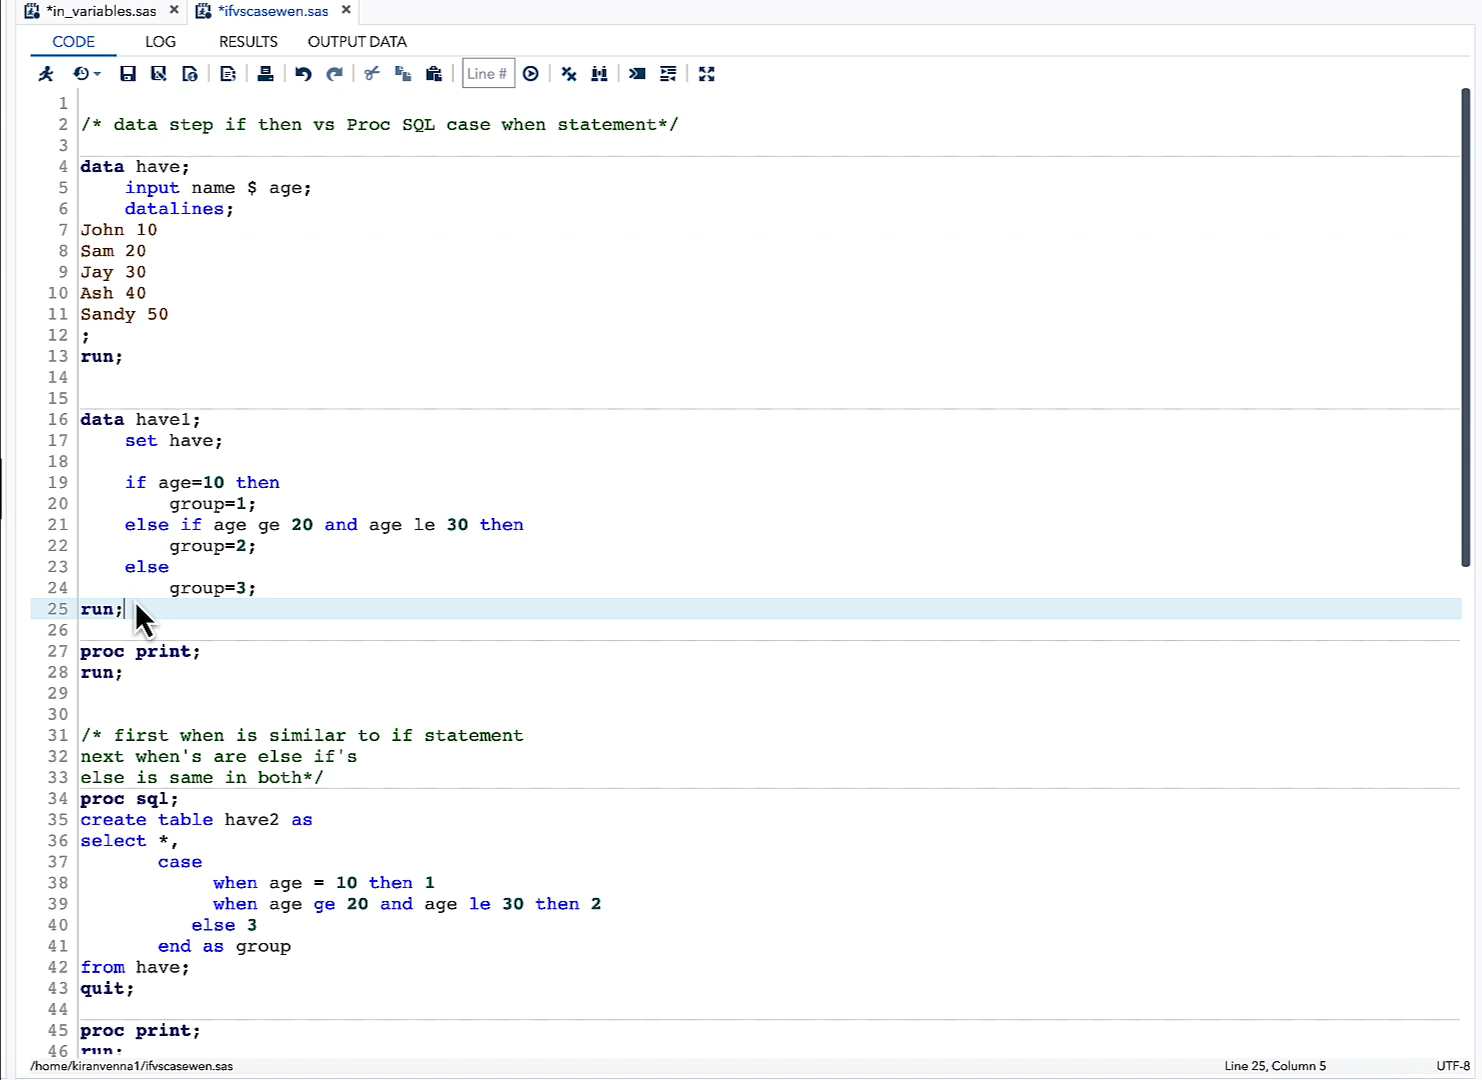 *in_variables.sas × *ifvscasewen.sas ×
CODE LOG RESULTS OUTPUT DATA
Line #
1
2 /* data step if then vs Proc SQL case when statement*/
3
4 data have;
5 input name $ age;
6 datalines;
7 John 10
8 Sam 20
9 Jay 30
10 Ash 40
11 Sandy 50
12 ;
13 run;
14
15
16 data have1;
17 set have;
18
19 if age=10 then
20 group=1;
21 else if age ge 20 and age le 30 then
22 group=2;
23 else
24 group=3;
25 run;
26
27 proc print;
28 run;
29
30
31 /* first when is similar to if statement
32 next when's are else if's
33 else is same in both*/
34 proc sql;
35 create table have2 as
36 select *,
37 case
38 when age = 10 then 1
39 when age ge 20 and age le 30 then 2
40 else 3
41 end as group
42 from have;
43 quit;
44
45 proc print;
46 run;
/home/kiranvenna1/ifvscasewen.sas Line 25, Column 5 UTF-8